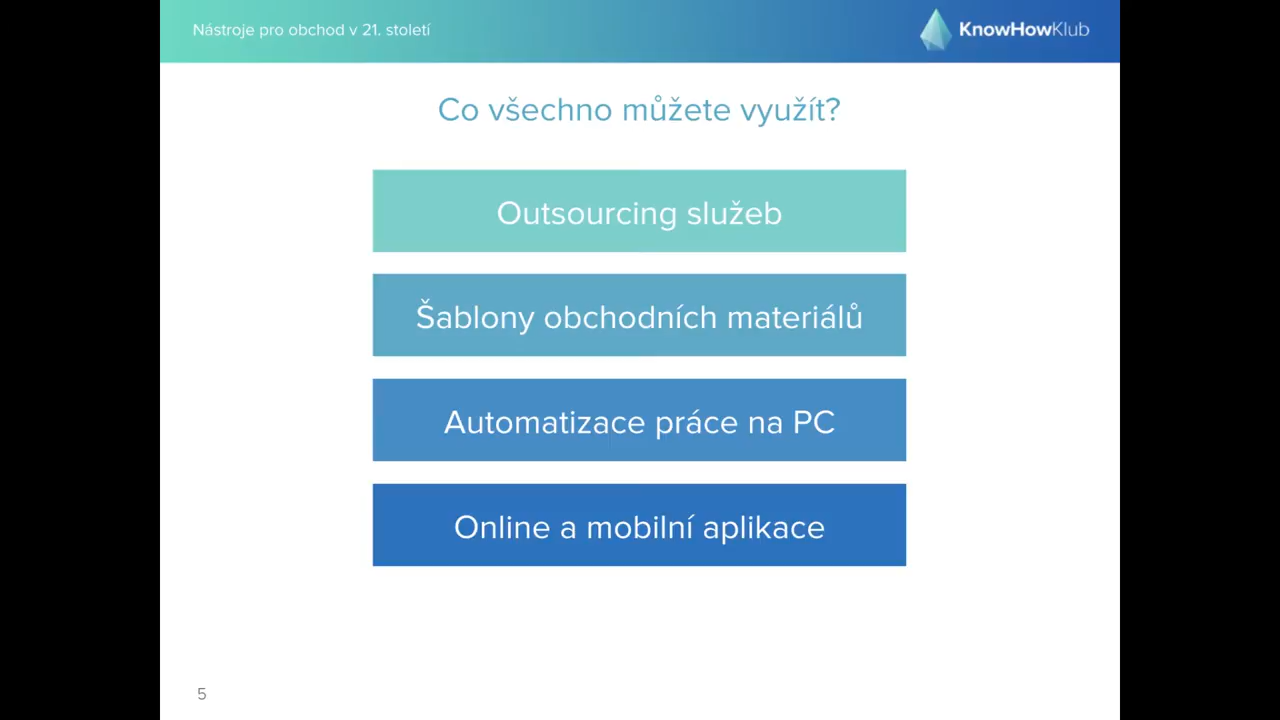 Nástroje pro obchod v 21. století
KnowHowKlub
Co všechno můžete využít?
Outsourcing služeb
Šablony obchodních materiálů
Automatizace práce na PC
Online a mobilní aplikace
5